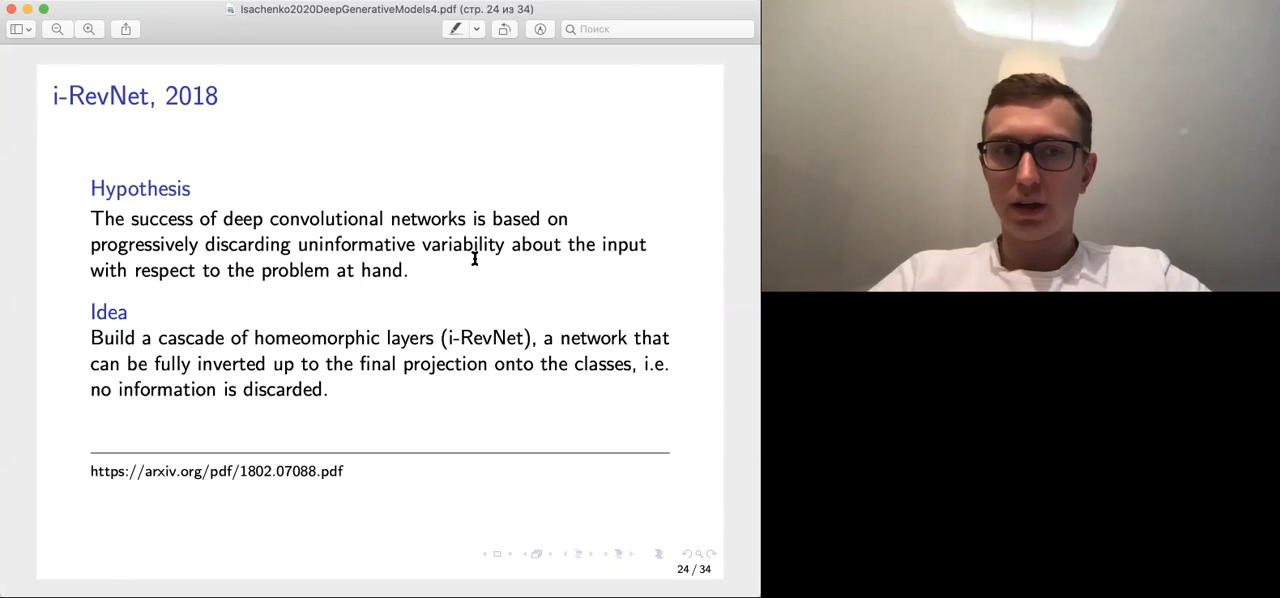 Isachenko2020DeepGenerativeModels4.pdf (стр. 24 из 34)
Поиск
i-RevNet, 2018
Hypothesis
The success of deep convolutional networks is based on
progressively discarding uninformative variability about the input
with respect to the problem at hand.
Idea
Build a cascade of homeomorphic layers (i-RevNet), a network that
can be fully inverted up to the final projection onto the classes, i.e.
no information is discarded.
https://arxiv.org/pdf/1802.07088.pdf
24 / 34